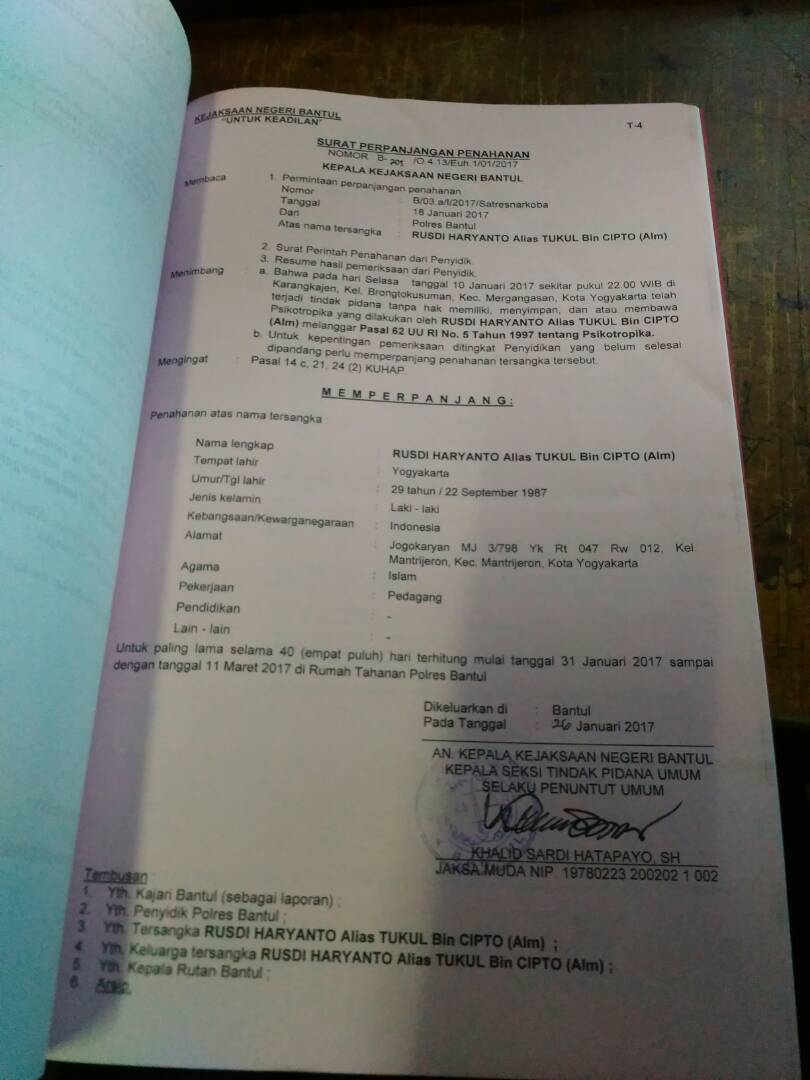 KEJAKSAAN NEGERI BANTUL
"UNTUK KEADILAN"
T-4
SURAT PERPANJANGAN PENAHANAN
NOMOR B- 201 /O.4.13/Euh.1/01/2017
KEPALA KEJAKSAAN NEGERI BANTUL
Membaca 1. Permintaan perpanjangan penahanan
Nomor : B/03.a/I/2017/Satresnarkoba
Tanggal : 18 Januari 2017
Dari : Polres Bantul
Atas nama tersangka : RUSDI HARYANTO Alias TUKUL Bin CIPTO (Alm)
2. Surat Perintah Penahanan dari Penyidik.
3. Resume hasil pemeriksaan dari Penyidik.
Menimbang : a. Bahwa pada hari Selasa tanggal 10 Januari 2017 sekitar pukul 22.00 WIB di
Karangkajen, Kel. Brongtokusuman, Kec. Mergangasan, Kota Yogyakarta telah
terjadi tindak pidana tanpa hak memiliki, menyimpan, dan atau membawa
Psikotropika yang dilakukan oleh RUSDI HARYANTO Alias TUKUL Bin CIPTO
(Alm) melanggar Pasal 62 UU RI No. 5 Tahun 1997 tentang Psikotropika.
b. Untuk kepentingan pemeriksaan ditingkat Penyidikan yang belum selesai
dipandang perlu memperpanjang penahanan tersangka tersebut.
Mengingat : Pasal 14 c, 21, 24 (2) KUHAP.
M E M P E R P A N J A N G :
Penahanan atas nama tersangka :
Nama lengkap : RUSDI HARYANTO Alias TUKUL Bin CIPTO (Alm)
Tempat lahir : Yogyakarta
Umur/Tgl lahir : 29 tahun / 22 September 1987
Jenis kelamin : Laki - laki
Kebangsaan/Kewarganegaraan : Indonesia
Alamat : Jogokaryan MJ 3/798 Yk Rt 047 Rw 012, Kel.
Mantrijeron, Kec. Mantrijeron, Kota Yogyakarta
Agama : Islam
Pekerjaan : Pedagang
Pendidikan : -
Lain - lain : -
Untuk paling lama selama 40 (empat puluh) hari terhitung mulai tanggal 31 Januari 2017 sampai
dengan tanggal 11 Maret 2017 di Rumah Tahanan Polres Bantul
Dikeluarkan di : Bantul
Pada Tanggal : 26 Januari 2017
AN. KEPALA KEJAKSAAN NEGERI BANTUL
KEPALA SEKSI TINDAK PIDANA UMUM
SELAKU PENUNTUT UMUM
KHALID SARDI HATAPAYO, SH
JAKSA MUDA NIP. 19780223 200202 1 002
Tembusan :
1. Yth. Kajari Bantul (sebagai laporan) ;
2. Yth. Penyidik Polres Bantul ;
3. Yth. Tersangka RUSDI HARYANTO Alias TUKUL Bin CIPTO (Alm) ;
4. Yth. Keluarga tersangka RUSDI HARYANTO Alias TUKUL Bin CIPTO (Alm) ;
5. Yth. Kepala Rutan Bantul ;
6. Arsip.